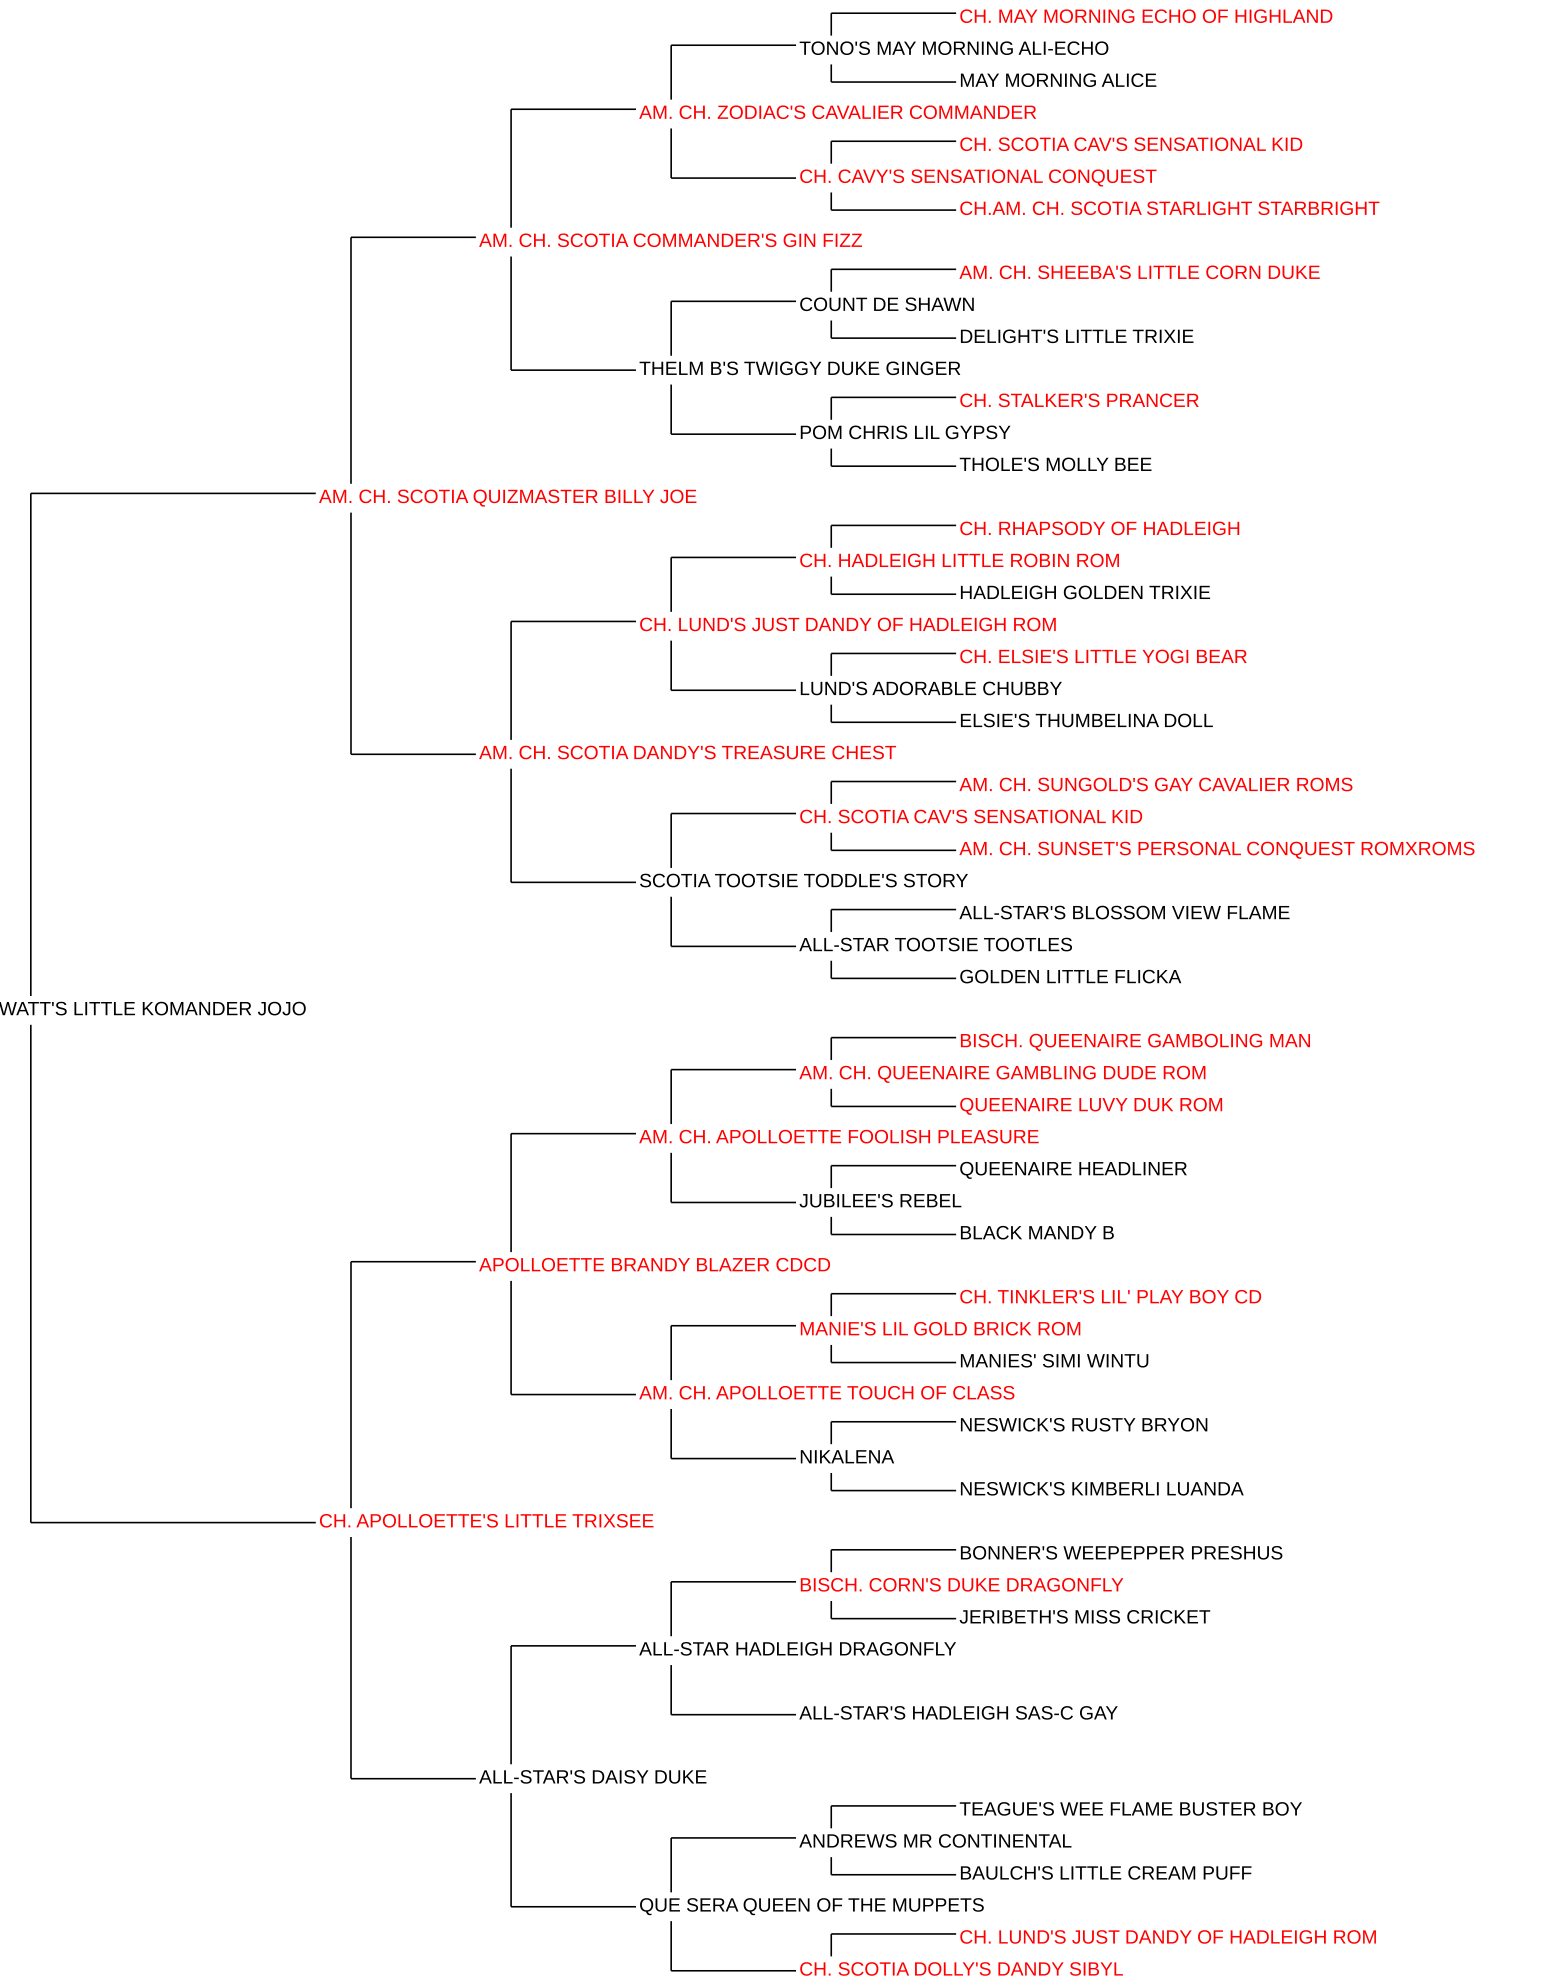 CH. MAY MORNING ECHO OF HIGHLAND
TONO'S MAY MORNING ALI-ECHO
MAY MORNING ALICE
AM. CH. ZODIAC'S CAVALIER COMMANDER
CH. SCOTIA CAV'S SENSATIONAL KID
CH. CAVY'S SENSATIONAL CONQUEST
CH.AM. CH. SCOTIA STARLIGHT STARBRIGHT
AM. CH. SCOTIA COMMANDER'S GIN FIZZ
AM. CH. SHEEBA'S LITTLE CORN DUKE
COUNT DE SHAWN
DELIGHT'S LITTLE TRIXIE
THELM B'S TWIGGY DUKE GINGER
CH. STALKER'S PRANCER
POM CHRIS LIL GYPSY
THOLE'S MOLLY BEE
AM. CH. SCOTIA QUIZMASTER BILLY JOE
CH. RHAPSODY OF HADLEIGH
CH. HADLEIGH LITTLE ROBIN ROM
HADLEIGH GOLDEN TRIXIE
CH. LUND'S JUST DANDY OF HADLEIGH ROM
CH. ELSIE'S LITTLE YOGI BEAR
LUND'S ADORABLE CHUBBY
ELSIE'S THUMBELINA DOLL
AM. CH. SCOTIA DANDY'S TREASURE CHEST
AM. CH. SUNGOLD'S GAY CAVALIER ROMS
CH. SCOTIA CAV'S SENSATIONAL KID
AM. CH. SUNSET'S PERSONAL CONQUEST ROMXROMS
SCOTIA TOOTSIE TODDLE'S STORY
ALL-STAR'S BLOSSOM VIEW FLAME
ALL-STAR TOOTSIE TOOTLES
GOLDEN LITTLE FLICKA
WATT'S LITTLE KOMANDER JOJO
BISCH. QUEENAIRE GAMBOLING MAN
AM. CH. QUEENAIRE GAMBLING DUDE ROM
QUEENAIRE LUVY DUK ROM
AM. CH. APOLLOETTE FOOLISH PLEASURE
QUEENAIRE HEADLINER
JUBILEE'S REBEL
BLACK MANDY B
APOLLOETTE BRANDY BLAZER CDCD
CH. TINKLER'S LIL' PLAY BOY CD
MANIE'S LIL GOLD BRICK ROM
MANIES' SIMI WINTU
AM. CH. APOLLOETTE TOUCH OF CLASS
NESWICK'S RUSTY BRYON
NIKALENA
NESWICK'S KIMBERLI LUANDA
CH. APOLLOETTE'S LITTLE TRIXSEE
BONNER'S WEEPEPPER PRESHUS
BISCH. CORN'S DUKE DRAGONFLY
JERIBETH'S MISS CRICKET
ALL-STAR HADLEIGH DRAGONFLY
ALL-STAR'S HADLEIGH SAS-C GAY
ALL-STAR'S DAISY DUKE
TEAGUE'S WEE FLAME BUSTER BOY
ANDREWS MR CONTINENTAL
BAULCH'S LITTLE CREAM PUFF
QUE SERA QUEEN OF THE MUPPETS
CH. LUND'S JUST DANDY OF HADLEIGH ROM
CH. SCOTIA DOLLY'S DANDY SIBYL